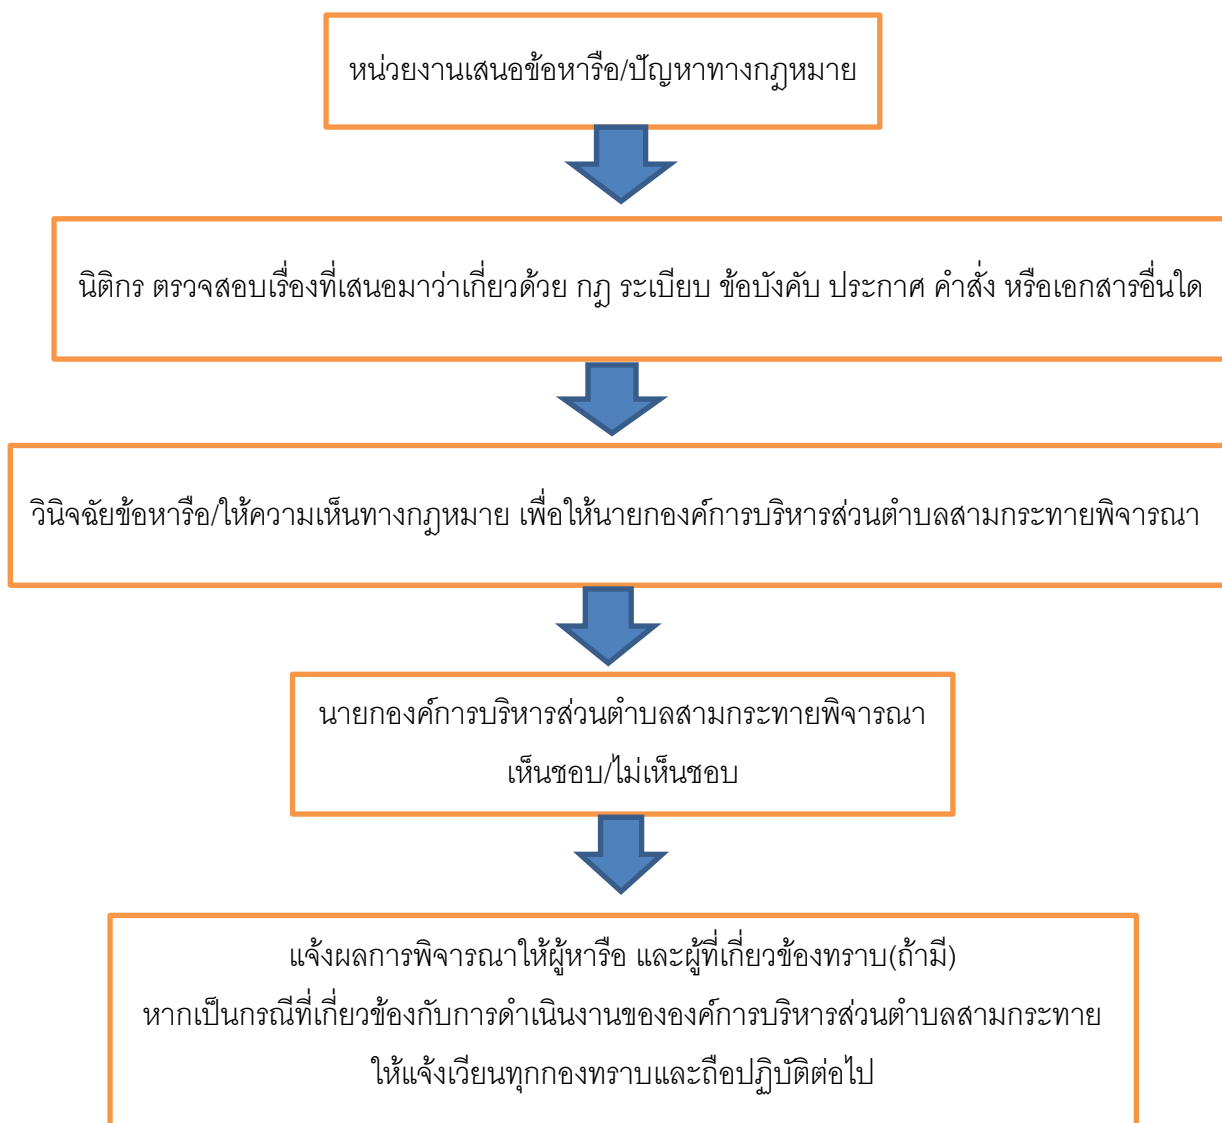 หน่วยงานเสนอข้อหารือ/ปัญหาทางกฎหมาย
นิติกร ตรวจสอบเรื่องที่เสนอมาว่าเกี่ยวด้วย กฎ ระเบียบ ข้อบังคับ ประกาศ คำสั่ง หรือเอกสารอื่นใด
วินิจฉัยข้อหารือ/ให้ความเห็นทางกฎหมาย เพื่อให้นายกองค์การบริหารส่วนตำบลสามกระทายพิจารณา
นายกองค์การบริหารส่วนตำบลสามกระทายพิจารณา
เห็นชอบ/ไม่เห็นชอบ
แจ้งผลการพิจารณาให้ผู้หารือ และผู้ที่เกี่ยวข้องทราบ(ถ้ามี)
หากเป็นกรณีที่เกี่ยวข้องกับการดำเนินงานขององค์การบริหารส่วนตำบลสามกระทาย
ให้แจ้งเวียนทุกกองทราบและถือปฏิบัติต่อไป